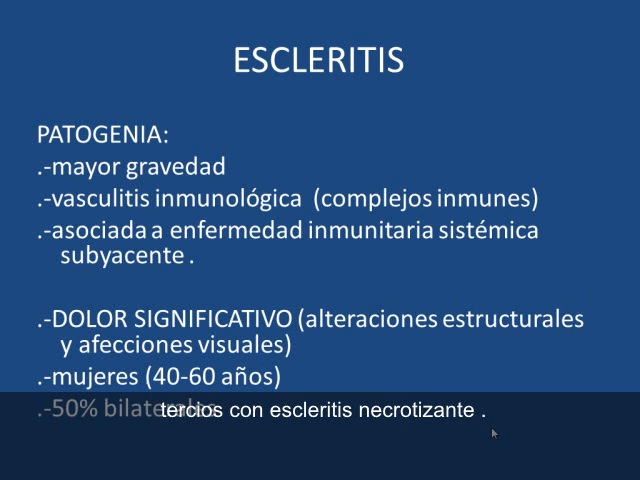 ESCLERITIS
PATOGENIA:
.-mayor gravedad
.-vasculitis inmunológica (complejos inmunes)
.-asociada a enfermedad inmunitaria sistémica
subyacente .
.-DOLOR SIGNIFICATIVO (alteraciones estructurales
y afecciones visuales)
.-mujeres (40-60 años)
.-50% bilaterales
tercios con escleritis necrotizante .